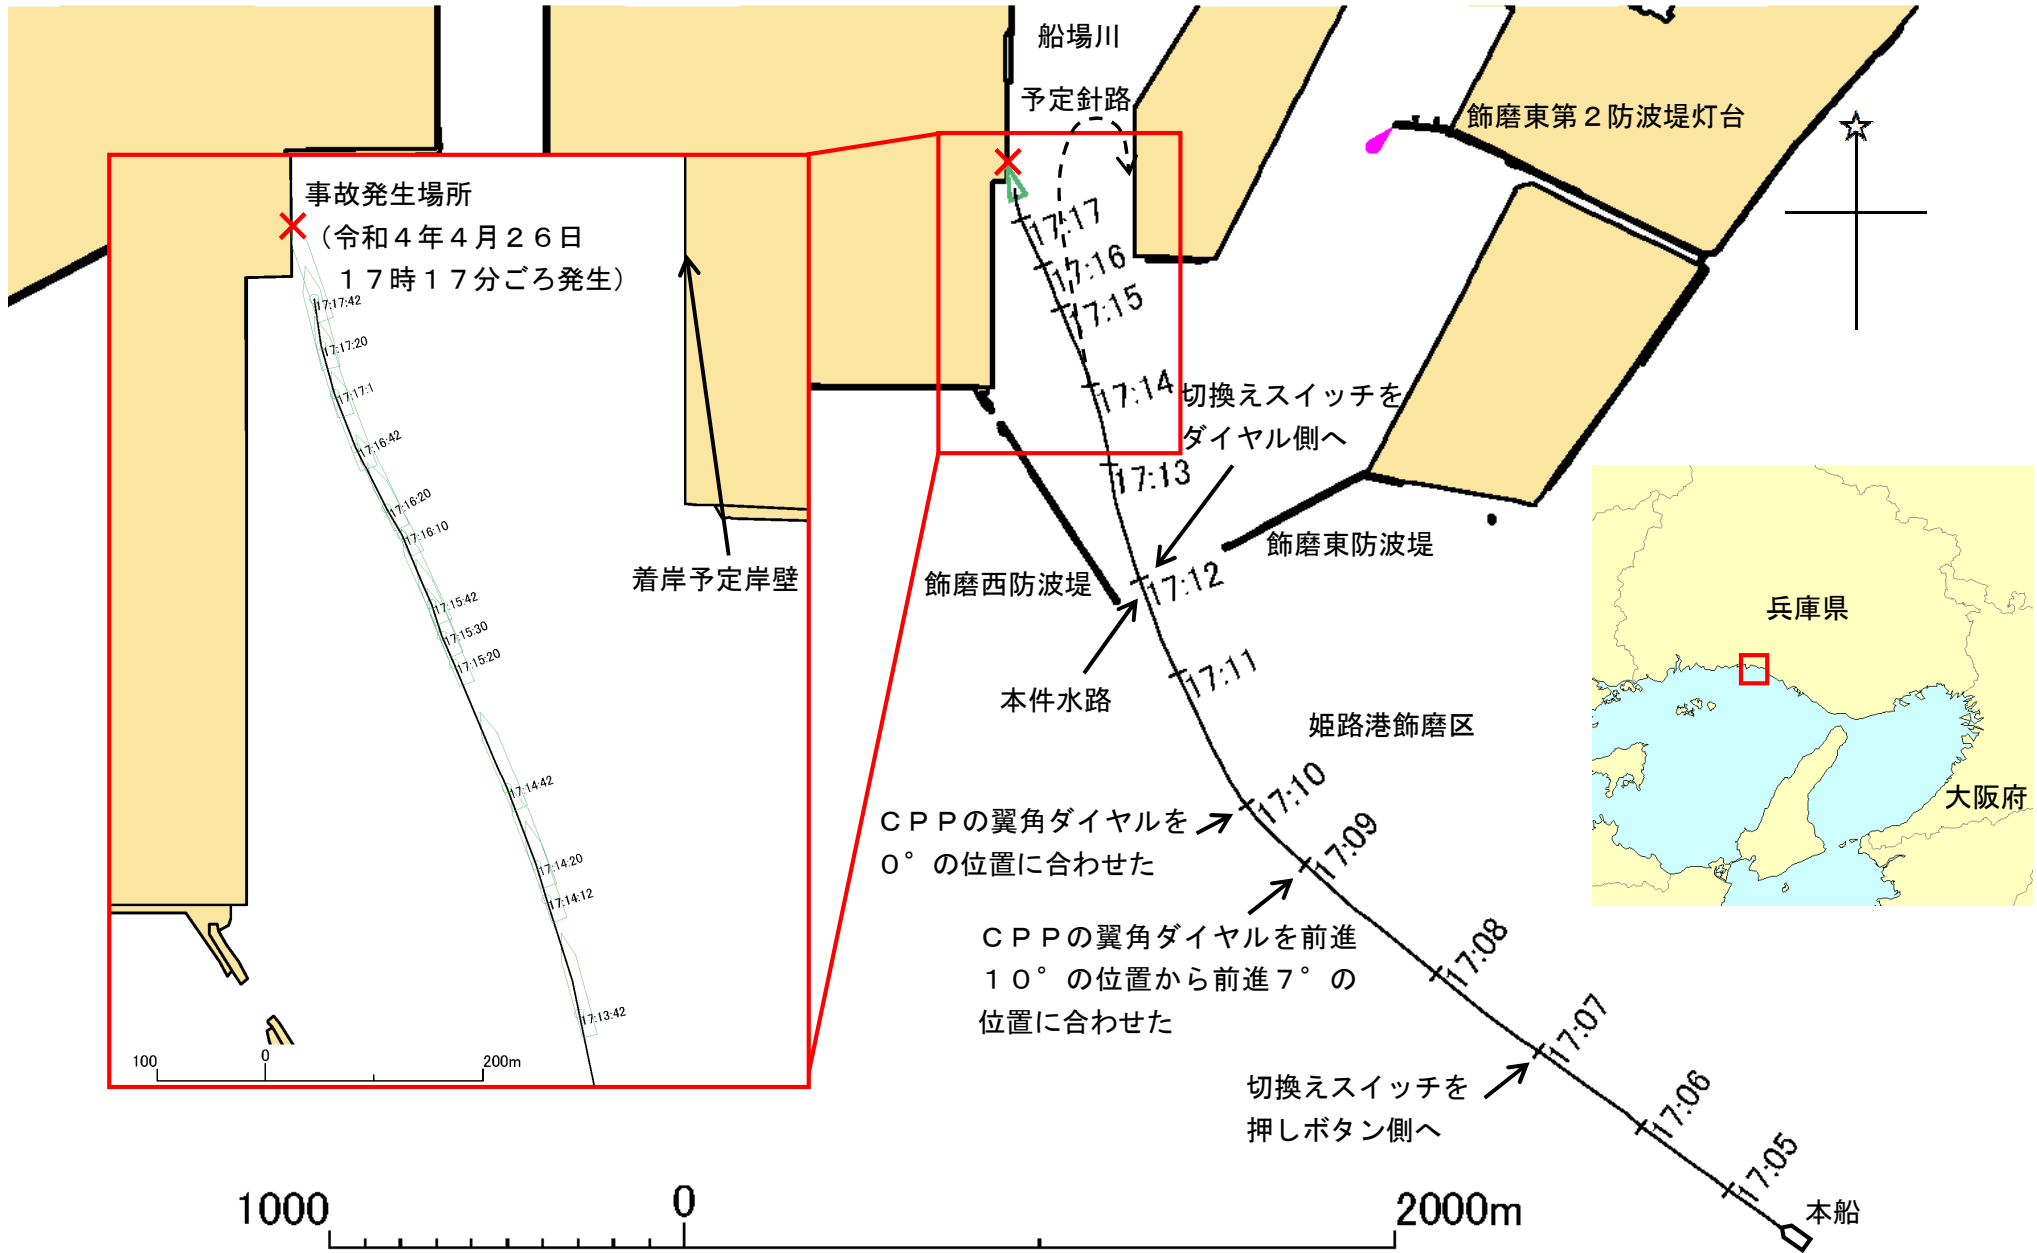 船場川
予定針路
飾磨東第２防波堤灯台
事故発生場所
（令和４年４月２６日
１７時１７分ごろ発生）
17:17:42
17:17:20
17:17:1
17:16:42
17:16:20
17:16:10
17:15:42
17:15:30
17:15:20
17:14:42
17:14:20
17:14:12
17:13:42
100
0
200m
着岸予定岸壁
17:17
17:16
17:15
17:14
17:13
17:12
17:11
17:10
17:09
17:08
17:07
17:06
17:05
切換えスイッチを
ダイヤル側へ
飾磨東防波堤
飾磨西防波堤
本件水路
姫路港飾磨区
ＣＰＰの翼角ダイヤルを
０°の位置に合わせた
ＣＰＰの翼角ダイヤルを前進
１０°の位置から前進７°の
位置に合わせた
切換えスイッチを
押しボタン側へ
本船
兵庫県
大阪府
1000
0
2000m